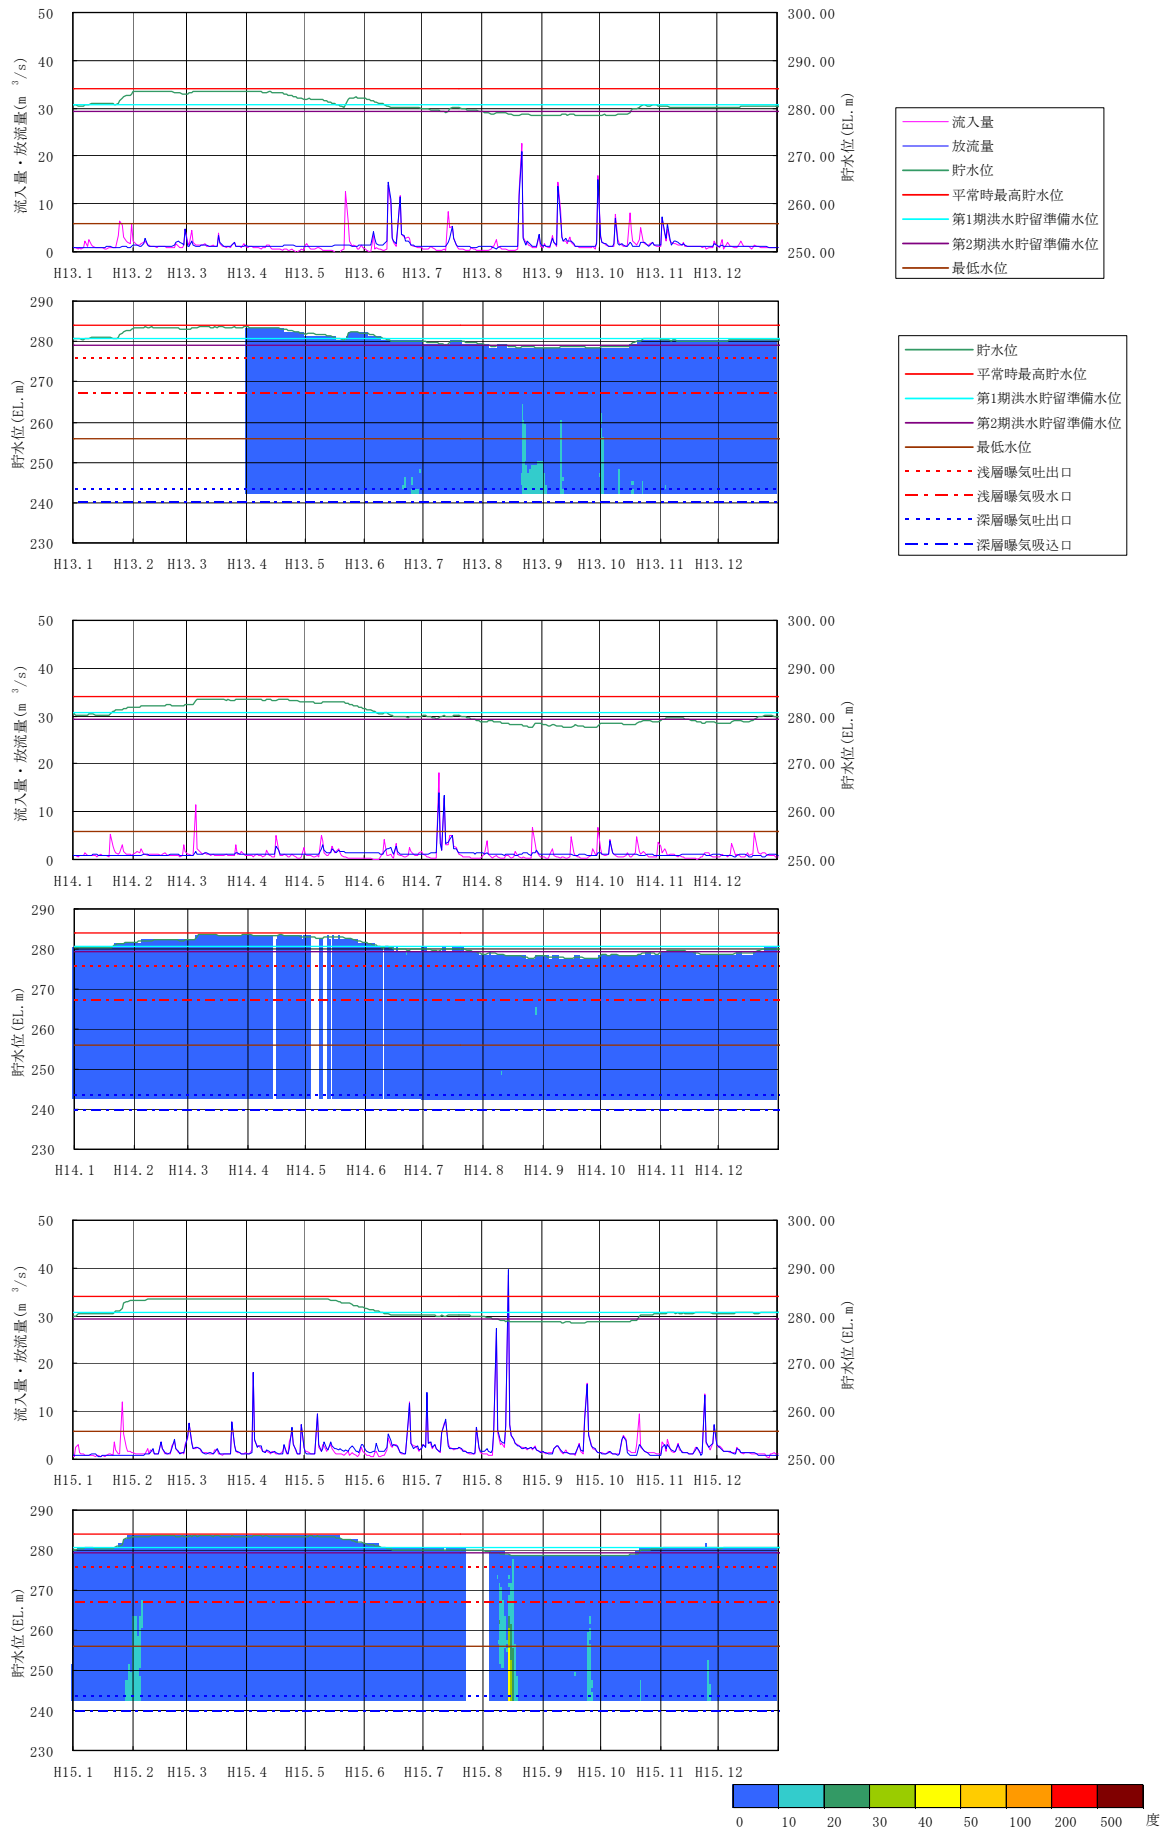 50
40
30
20
10
0
流入量・放流量(m³/s)
300.00
290.00
280.00
270.00
260.00
250.00
貯水位(EL.m)
H13.1 H13.2 H13.3 H13.4 H13.5 H13.6 H13.7 H13.8 H13.9 H13.10 H13.11 H13.12
流入量
放流量
貯水位
平常時最高貯水位
第1期洪水貯留準備水位
第2期洪水貯留準備水位
最低水位
290
280
270
260
250
240
230
貯水位(EL.m)
H13.1 H13.2 H13.3 H13.4 H13.5 H13.6 H13.7 H13.8 H13.9 H13.10 H13.11 H13.12
貯水位
平常時最高貯水位
第1期洪水貯留準備水位
第2期洪水貯留準備水位
最低水位
浅層曝気吐出口
浅層曝気吸水口
深層曝気吐出口
深層曝気吸込口
50
40
30
20
10
0
流入量・放流量(m³/s)
300.00
290.00
280.00
270.00
260.00
250.00
貯水位(EL.m)
H14.1 H14.2 H14.3 H14.4 H14.5 H14.6 H14.7 H14.8 H14.9 H14.10 H14.11 H14.12
290
280
270
260
250
240
230
貯水位(EL.m)
H14.1 H14.2 H14.3 H14.4 H14.5 H14.6 H14.7 H14.8 H14.9 H14.10 H14.11 H14.12
50
40
30
20
10
0
流入量・放流量(m³/s)
300.00
290.00
280.00
270.00
260.00
250.00
貯水位(EL.m)
H15.1 H15.2 H15.3 H15.4 H15.5 H15.6 H15.7 H15.8 H15.9 H15.10 H15.11 H15.12
290
280
270
260
250
240
230
貯水位(EL.m)
H15.1 H15.2 H15.3 H15.4 H15.5 H15.6 H15.7 H15.8 H15.9 H15.10 H15.11 H15.12
0 10 20 30 40 50 100 200 500 度